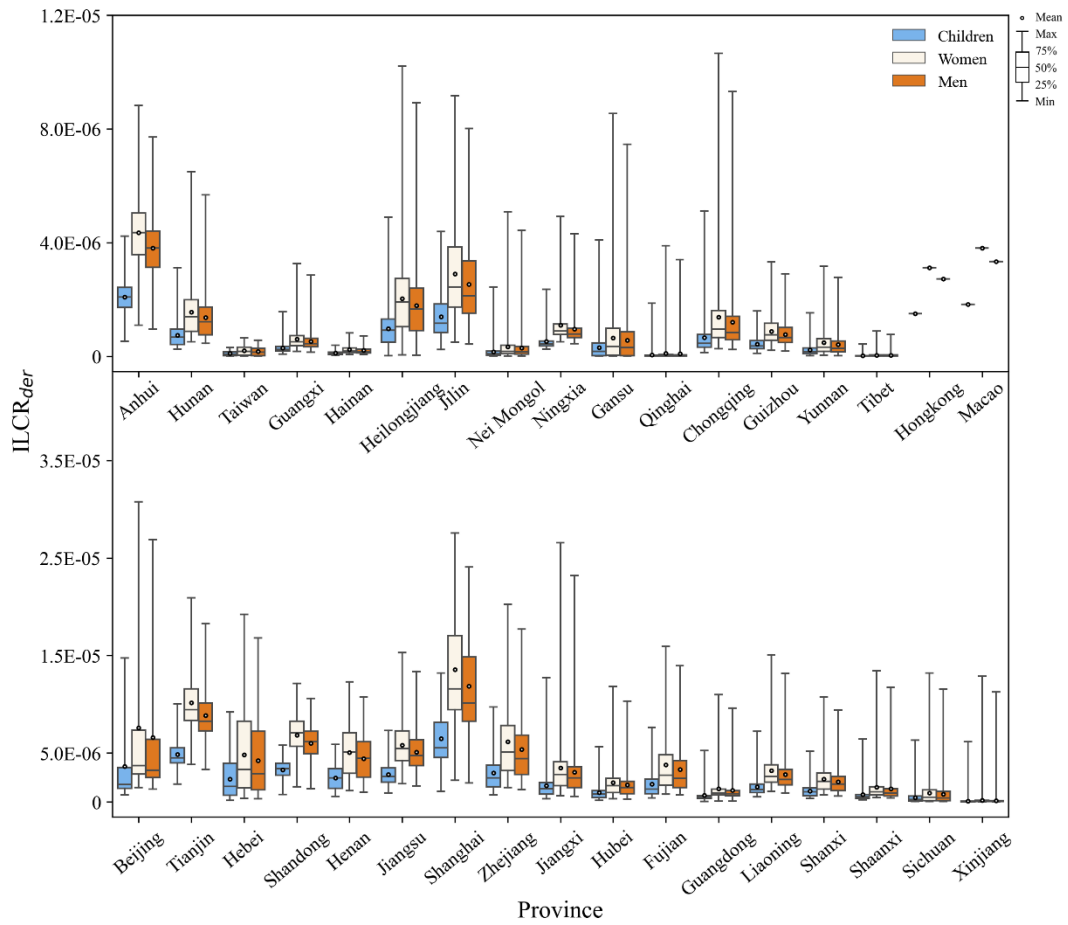 1.2E-05
8.0E-06
4.0E-06
0
Children
Women
Men
Mean
Max
75%
50%
25%
Min
Anhui
Hunan
Taiwan
Guangxi
Hainan
Heilongjiang
Jilin
Nei Mongol
Ningxia
Gansu
Qinghai
Chongqing
Guizhou
Yunnan
Tibet
Hongkong
Macao
ILCRder
3.5E-05
2.5E-05
1.5E-05
5.0E-06
0
Beijing
Tianjin
Hebei
Shandong
Henan
Jiangsu
Shanghai
Zhejiang
Jiangxi
Hubei
Fujian
Guangdong
Liaoning
Shanxi
Shaanxi
Sichuan
Xinjiang
Province